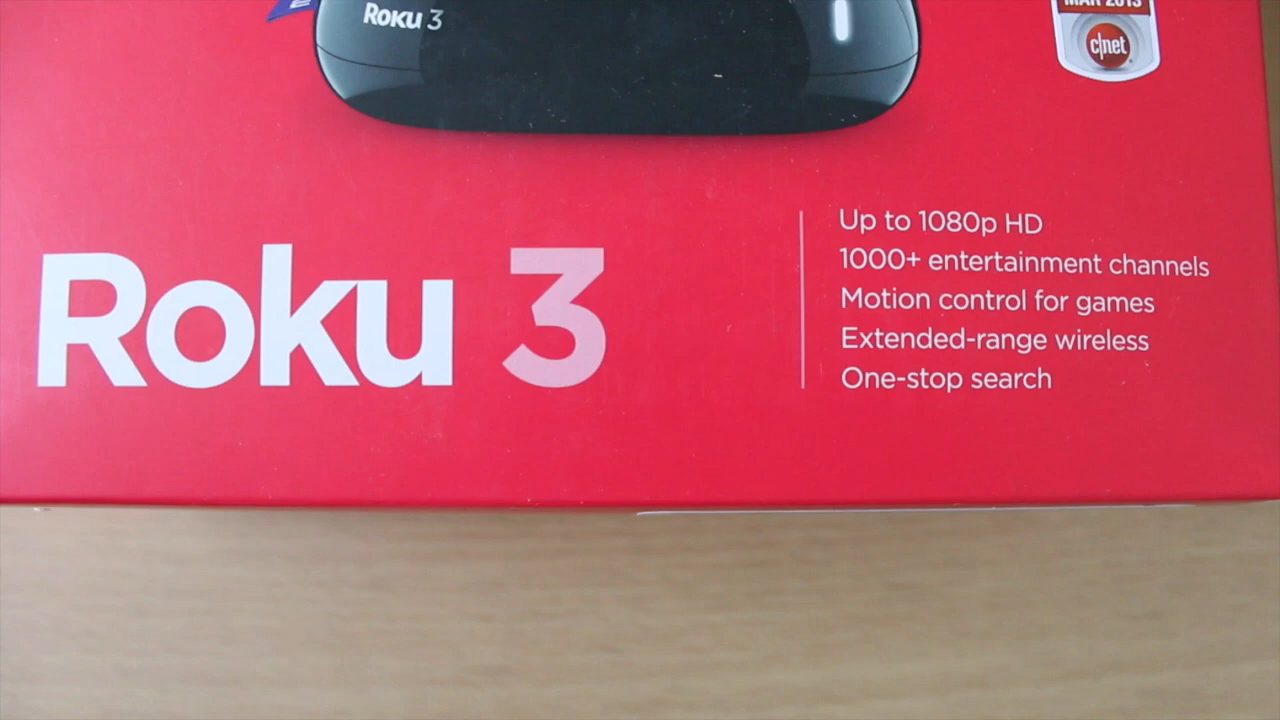 Roku 3
MAR 2013
c|net
Roku 3
Up to 1080p HD
1000+ entertainment channels
Motion control for games
Extended-range wireless
One-stop search